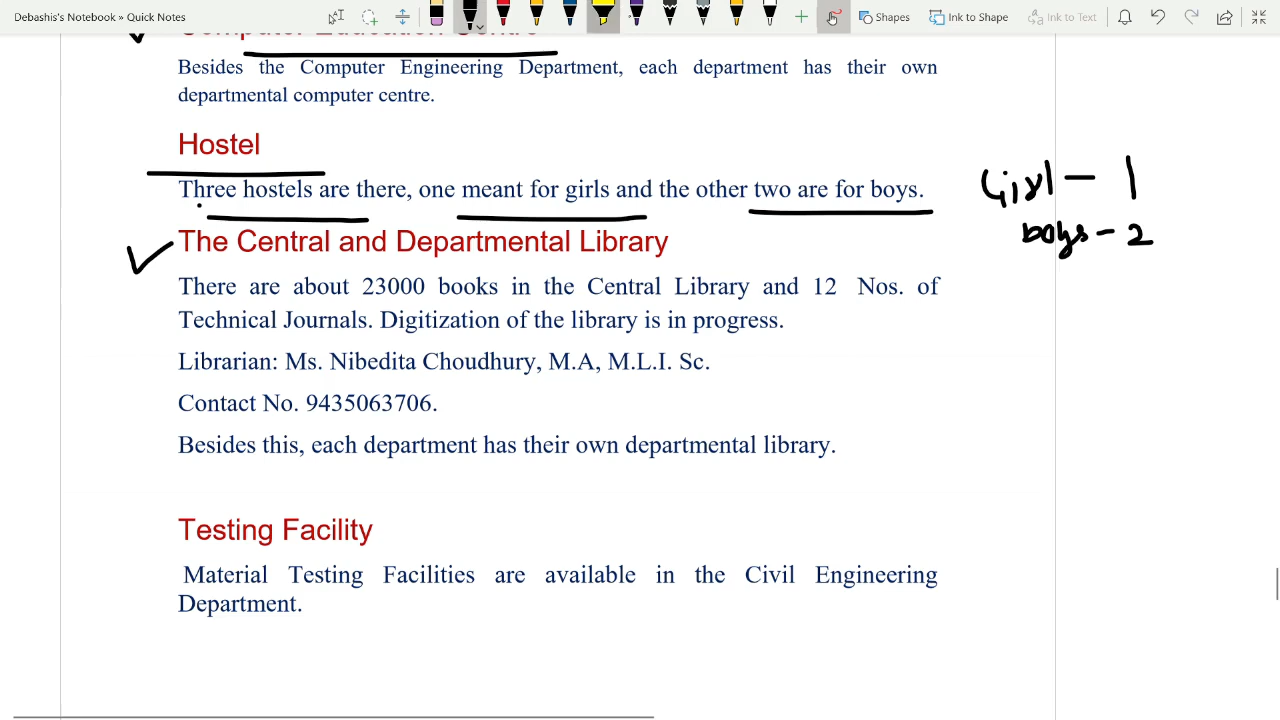 Debashis's Notebook » Quick Notes
Shapes
Ink to Shape
Ink to Text
Computer Education Centre
Besides the Computer Engineering Department, each department has their own
departmental computer centre.
Hostel
Three hostels are there, one meant for girls and the other two are for boys.
Girl - 1
boys - 2
The Central and Departmental Library
There are about 23000 books in the Central Library and 12 Nos. of
Technical Journals. Digitization of the library is in progress.
Librarian: Ms. Nibedita Choudhury, M.A, M.L.I. Sc.
Contact No. 9435063706.
Besides this, each department has their own departmental library.
Testing Facility
Material Testing Facilities are available in the Civil Engineering
Department.